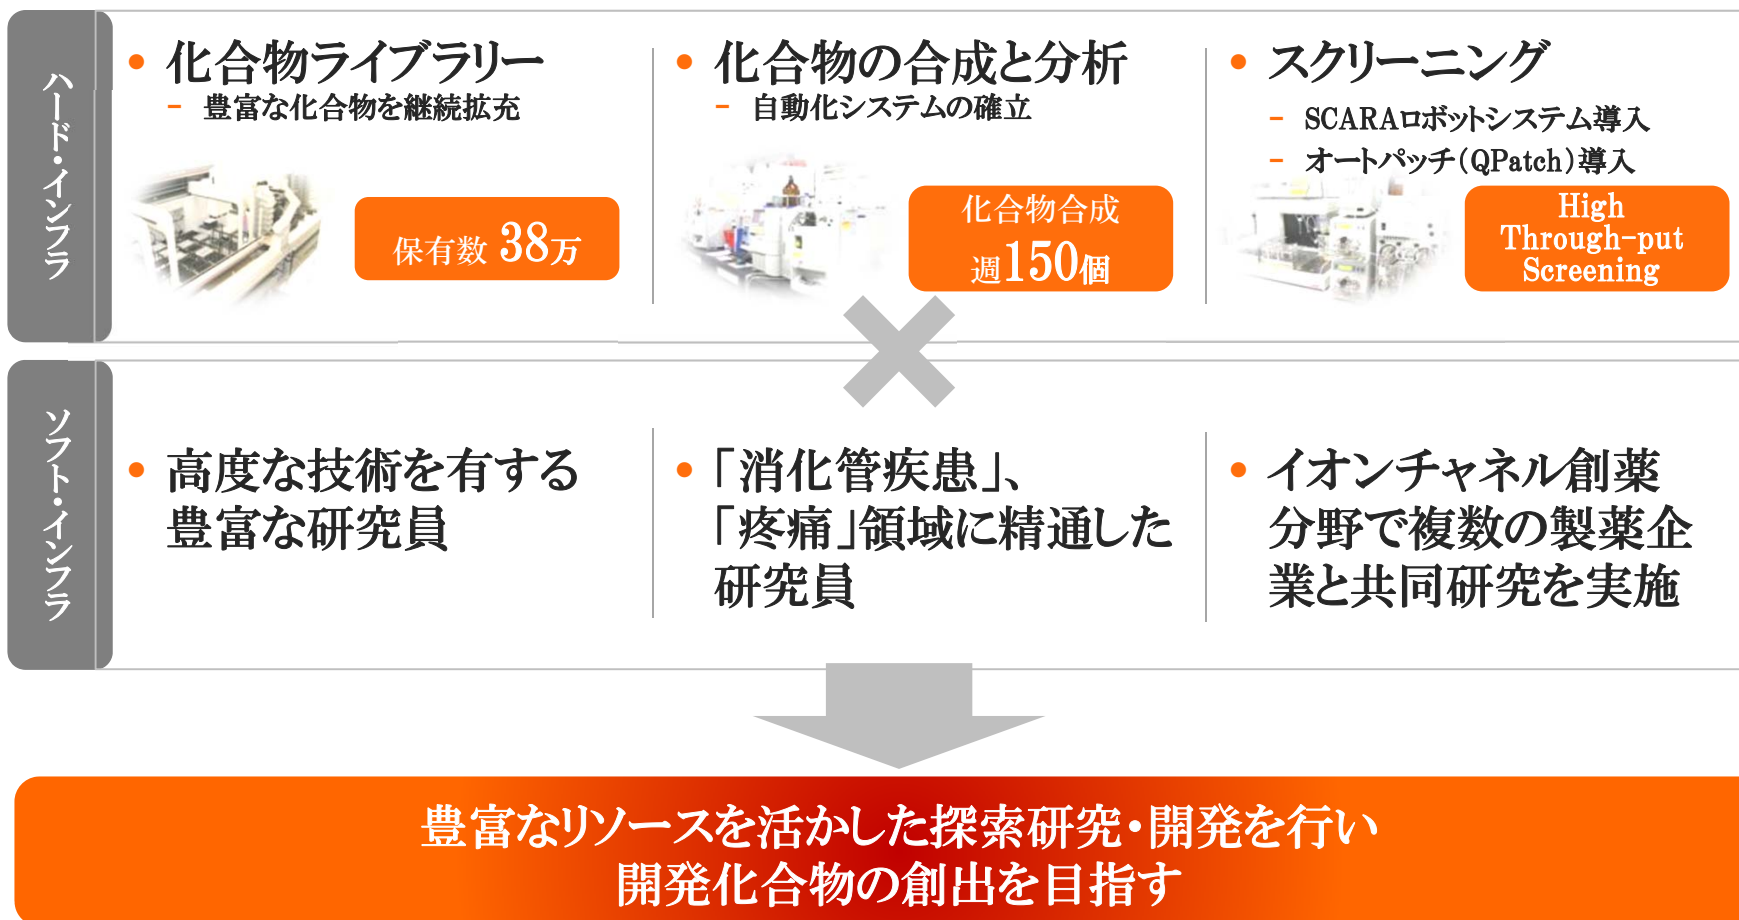 ハード・インフラ
• 化合物ライブラリー
- 豊富な化合物を継続拡充
保有数 38万
• 化合物の合成と分析
- 自動化システムの確立
化合物合成
週150個
• スクリーニング
- SCARAロボットシステム導入
- オートパッチ(QPatch)導入
High
Through-put
Screening
ソフト・インフラ
• 高度な技術を有する
豊富な研究員
• 「消化管疾患」、
「疼痛」領域に精通した
研究員
• イオンチャネル創薬
分野で複数の製薬企
業と共同研究を実施
豊富なリソースを活かした探索研究・開発を行い
開発化合物の創出を目指す